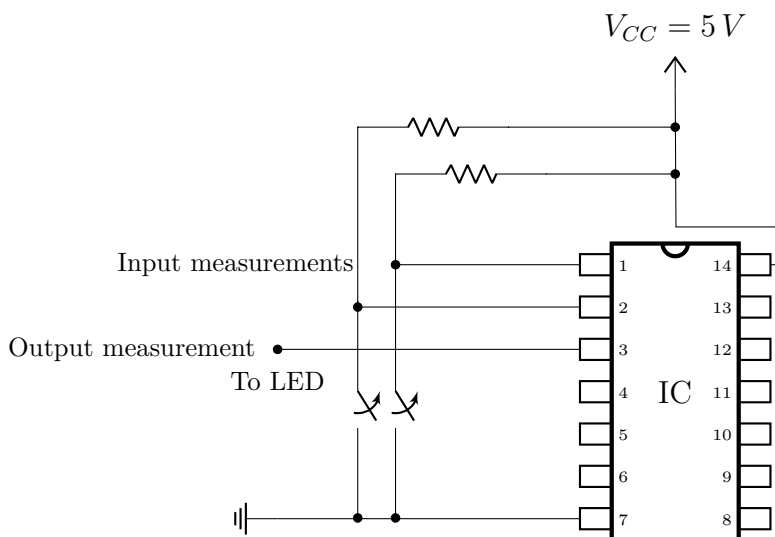 V_CC = 5 V
Input measurements
Output measurement
To LED
IC
1
2
3
4
5
6
7
14
13
12
11
10
9
8